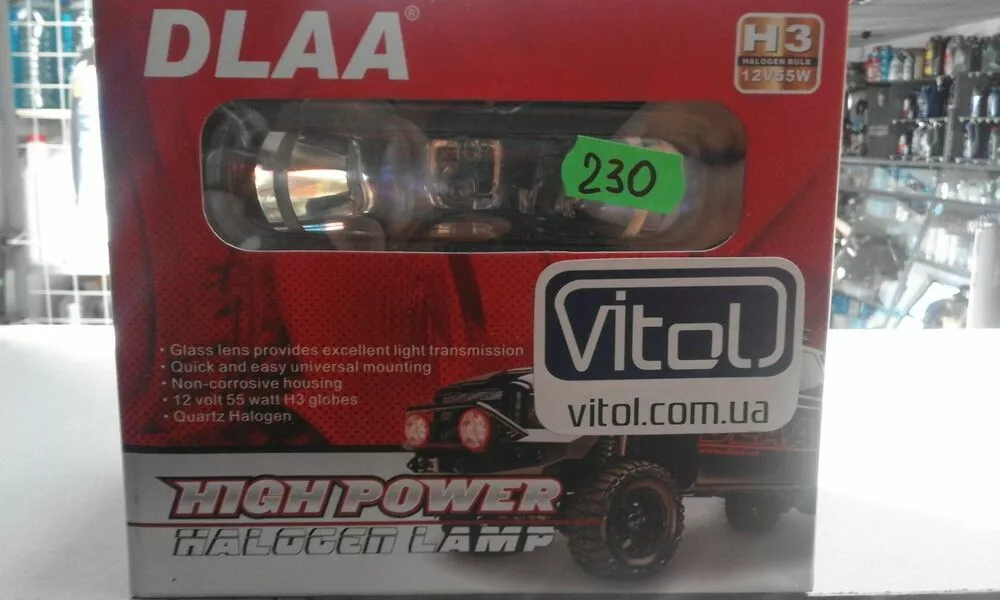 DLAA®
H3
HALOGEN BULB
12V55W
230
Vitol
vitol.com.ua
• Glass lens provides excellent light transmission
• Quick and easy universal mounting
• Non-corrosive housing
• 12 volt 55 watt H3 globes
• Quartz Halogen
HIGH POWER
HALOGEN LAMP
DLAA